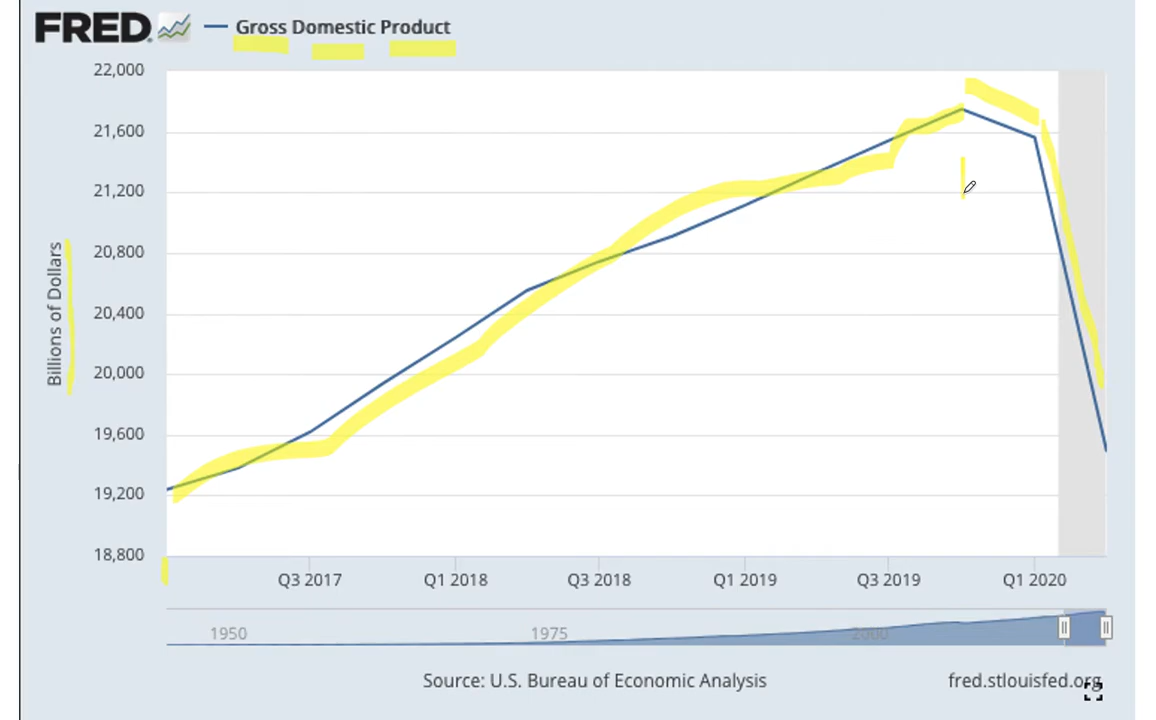 FRED Gross Domestic Product
22,000
21,600
21,200
20,800
20,400
20,000
19,600
19,200
18,800
Billions of Dollars
Q3 2017 Q1 2018 Q3 2018 Q1 2019 Q3 2019 Q1 2020
1950 1975 2000
Source: U.S. Bureau of Economic Analysis fred.stlouisfed.org